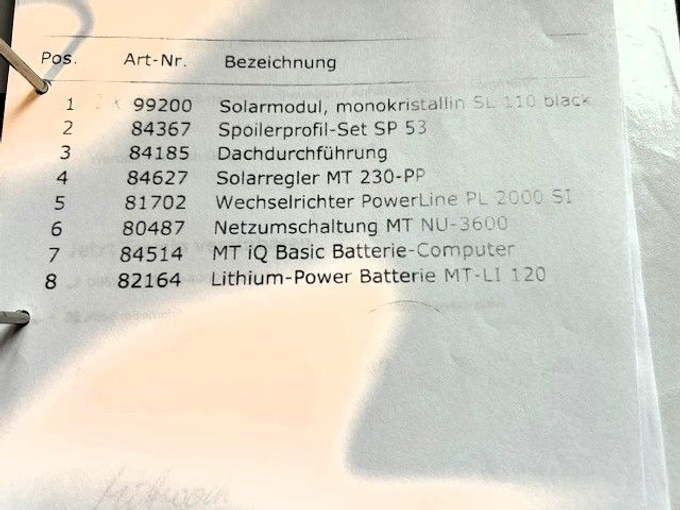 Pos. Art-Nr. Bezeichnung
1 2 x 99200 Solarmodul, monokristallin SL 110 black
2 84367 Spoilerprofil-Set SP 53
3 84185 Dachdurchführung
4 84627 Solarregler MT 230-PP
5 81702 Wechselrichter PowerLine PL 2000 SI
6 80487 Netzumschaltung MT NU-3600
7 84514 MT iQ Basic Batterie-Computer
8 82164 Lithium-Power Batterie MT-LI 120
Mittwoch